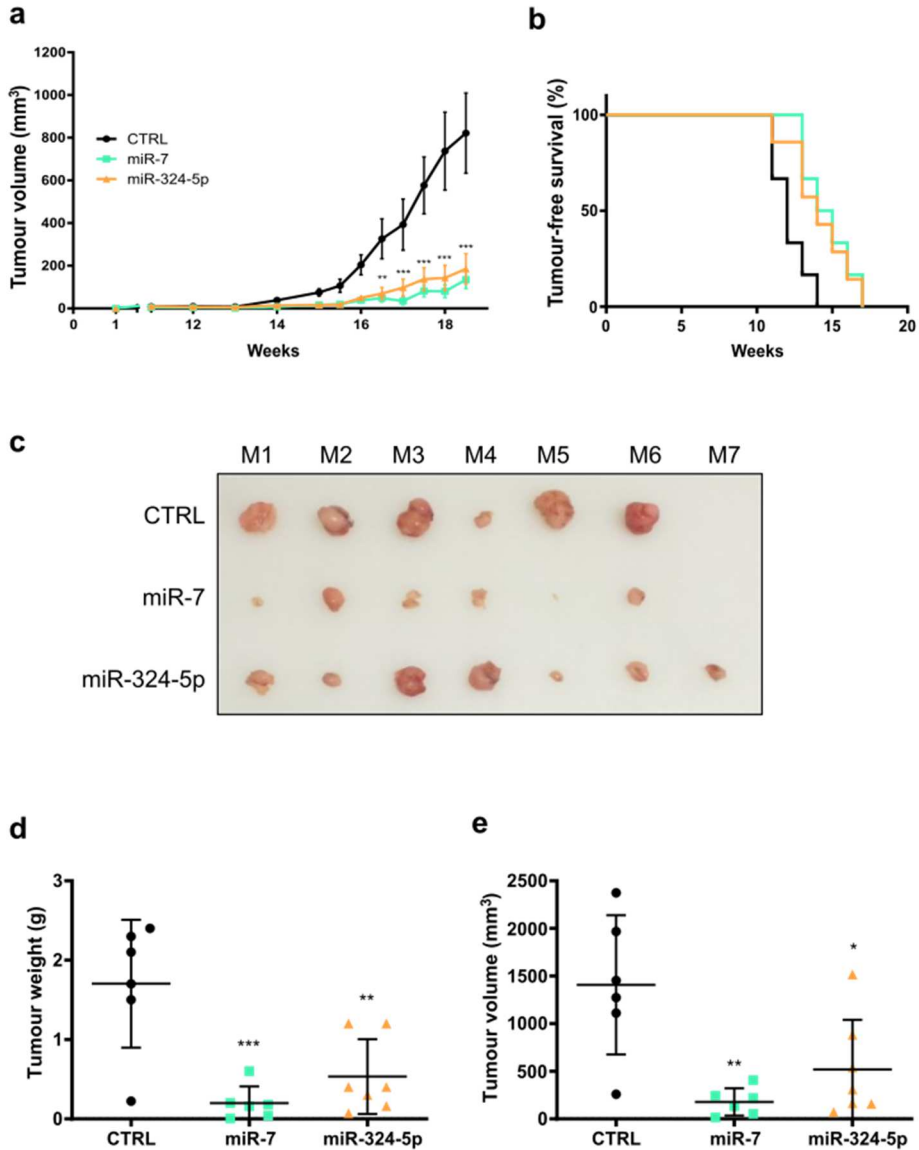 a
Tumour volume (mm³)
1200
1000
800
600
400
200
0
CTRL
miR-7
miR-324-5p
** *** *** *** ***
0 1 12 14 16 18
Weeks
b
Tumour-free survival (%)
100
50
0
0 5 10 15 20
Weeks
c
M1 M2 M3 M4 M5 M6 M7
CTRL
miR-7
miR-324-5p
d
Tumour weight (g)
3
2
1
0
***
**
CTRL miR-7 miR-324-5p
e
Tumour volume (mm³)
2500
2000
1500
1000
500
0
**
*
CTRL miR-7 miR-324-5p